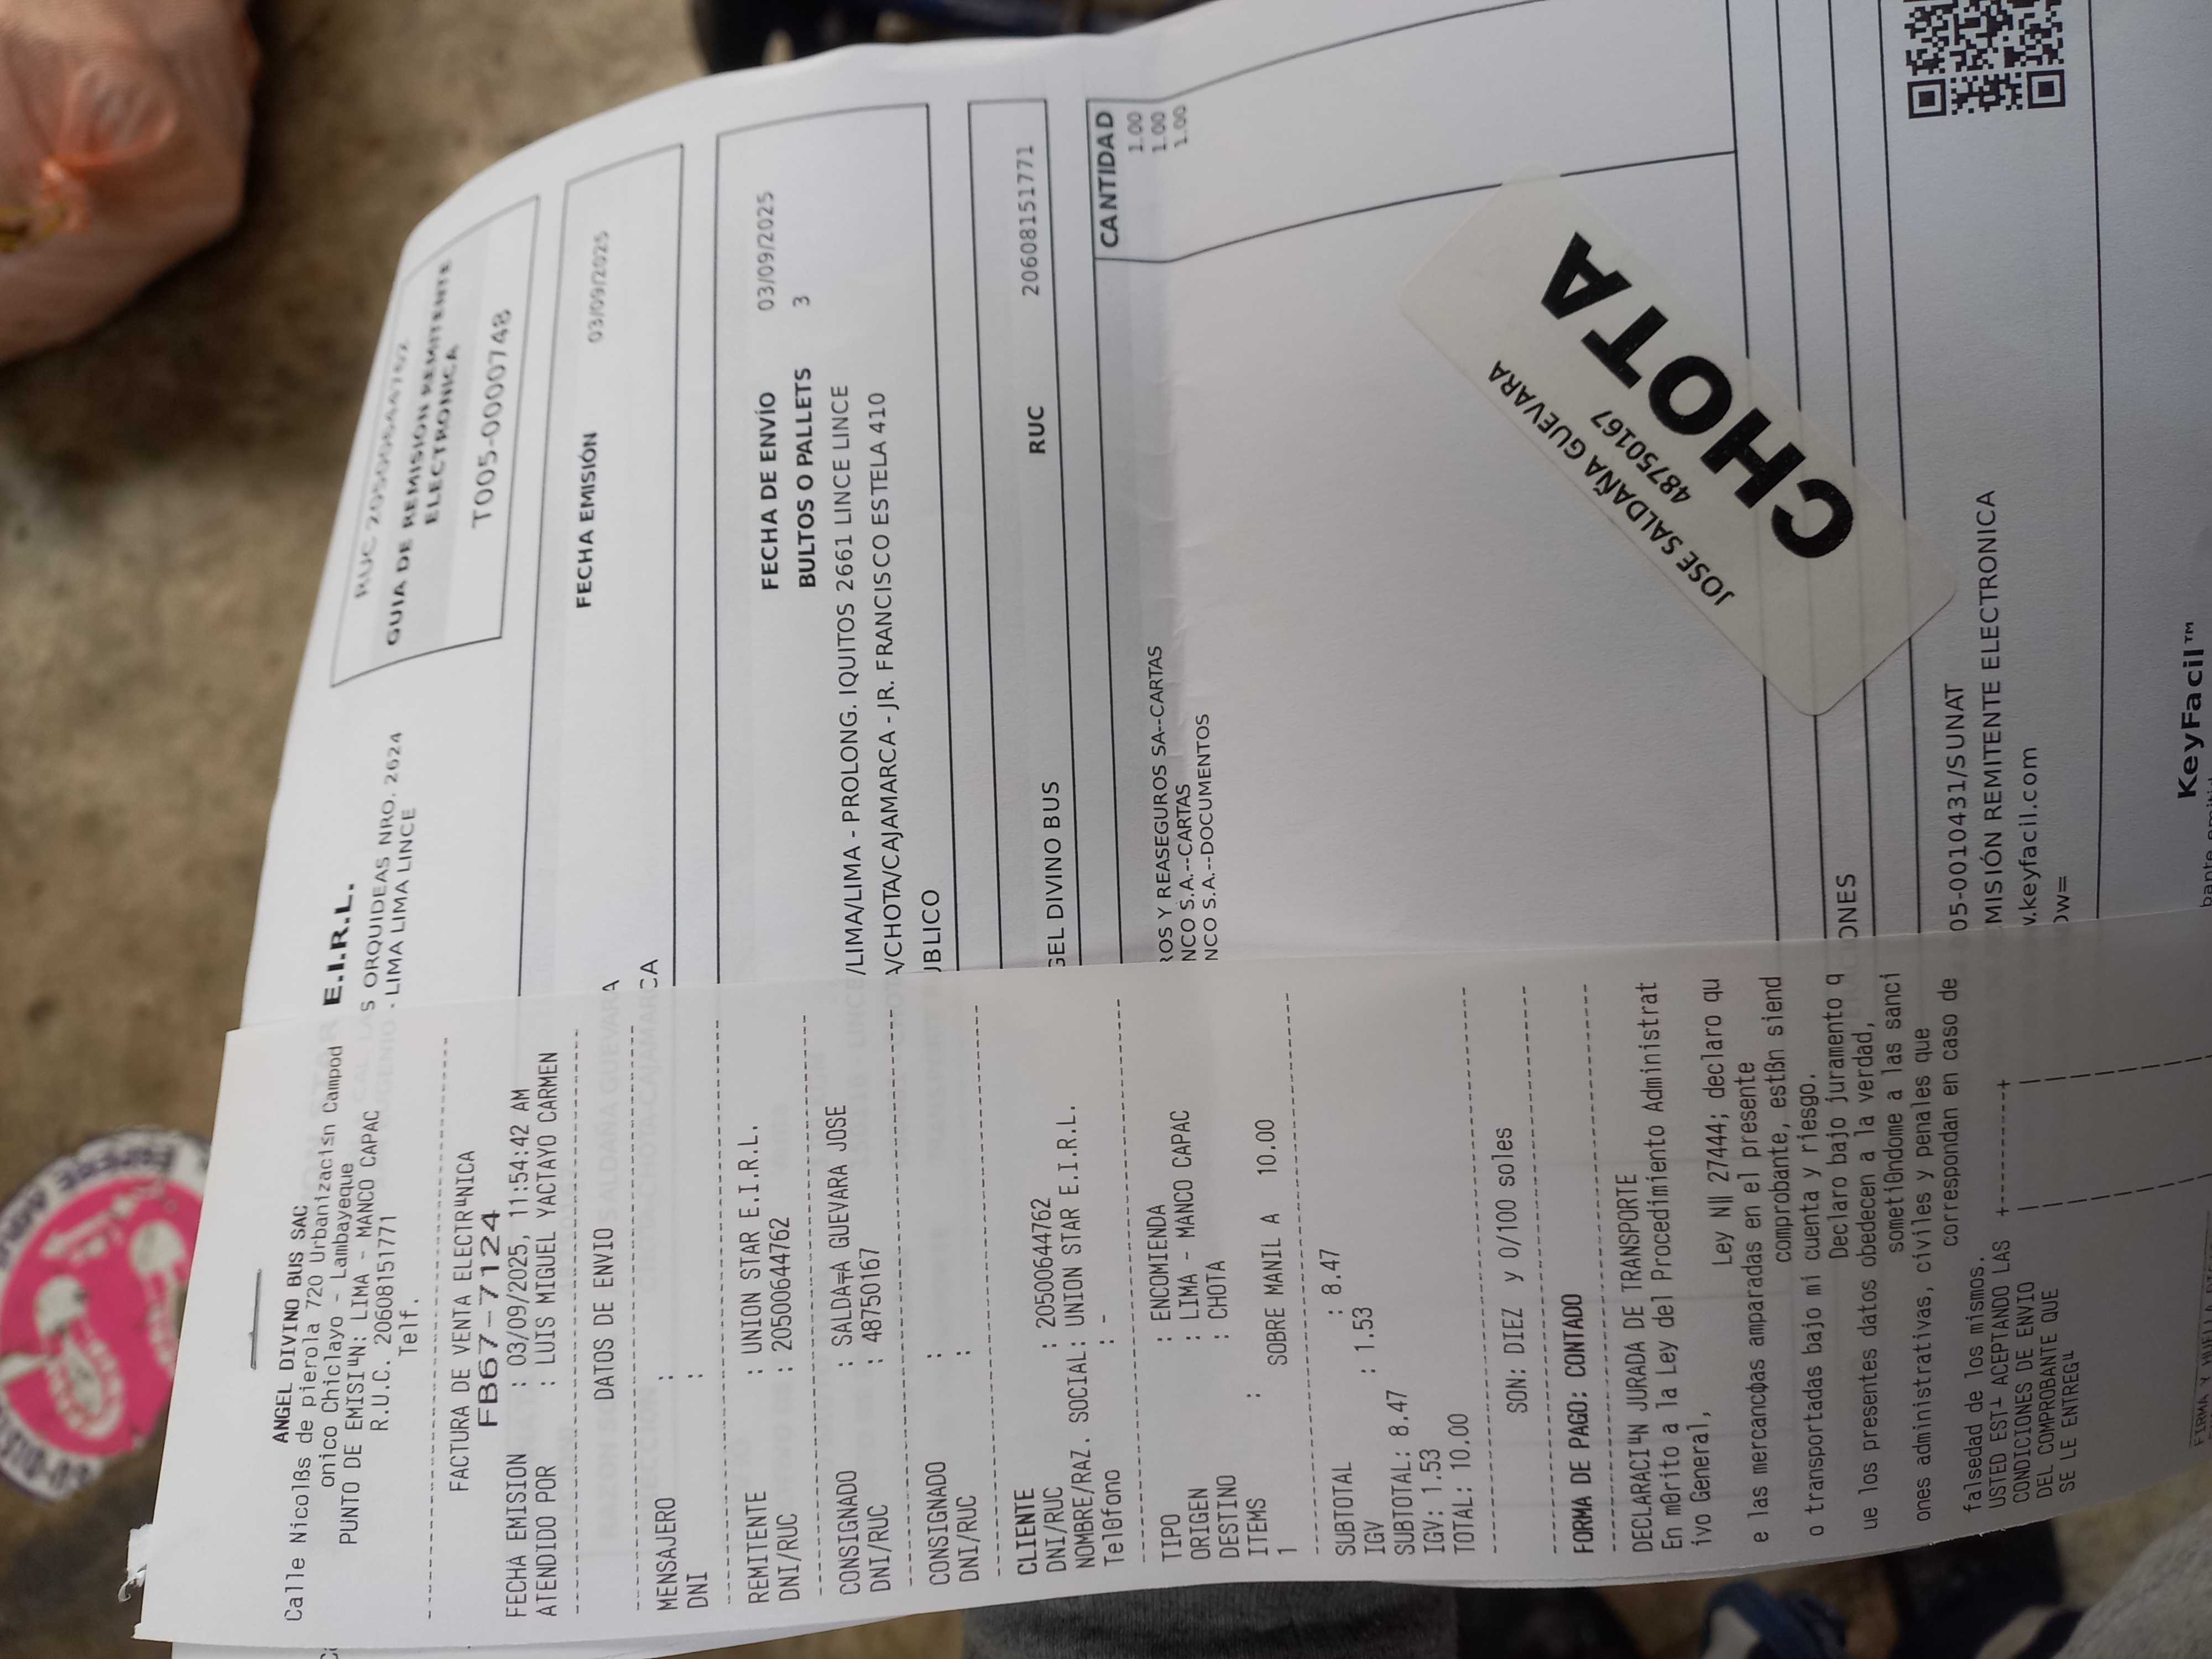 ANGEL DIVINO BUS SAC
Calle Nicolßs de pierola 720 Urbanización Campod
onico Chiclayo - Lambayeque
PUNTO DE EMISI╜N: LIMA - MANCO CAPAC
R.U.C. 20608151771
Telf.
FACTURA DE VENTA ELECTR╜NICA
FB67-7124
FECHA EMISION : 03/09/2025, 11:54:42 AM
ATENDIDO POR : LUIS MIGUEL YACTAYO CARMEN
DATOS DE ENVIO
MENSAJERO :
DNI :
REMITENTE : UNION STAR E.I.R.L.
DNI/RUC : 20500644762
CONSIGNADO : SALDA╤A GUEVARA JOSE
DNI/RUC : 48750167
CONSIGNADO :
DNI/RUC :
CLIENTE
DNI/RUC : 20500644762
NOMBRE/RAZ. SOCIAL: UNION STAR E.I.R.L.
TelΘfono : -
TIPO : ENCOMIENDA
ORIGEN : LIMA - MANCO CAPAC
DESTINO : CHOTA
ITEMS :
1 SOBRE MANIL A 10.00
SUBTOTAL : 8.47
IGV : 1.53
SUBTOTAL: 8.47
IGV: 1.53
TOTAL: 10.00
SON: DIEZ y 0/100 soles
FORMA DE PAGO: CONTADO
DECLARACI╜N JURADA DE TRANSPORTE
En mΘrito a la Ley del Procedimiento Administrat
ivo General,
Ley N║ 27444; declaro qu
e las mercancφas amparadas en el presente
comprobante, estßn siend
o transportadas bajo mi cuenta y riesgo.
Declaro bajo juramento q
ue los presentes datos obedecen a la verdad,
sometiΘndome a las sanci
ones administrativas, civiles y penales que
correspondan en caso de
falsedad de los mismos.
USTED EST┴ ACEPTANDO LAS
CONDICIONES DE ENVIO
DEL COMPROBANTE QUE
SE LE ENTREG╜
E.I.R.L.
S ORQUIDEAS NRO. 2624
- LIMA LIMA LINCE
RUC 20500644762
GUIA DE REMISION REMITENTE
ELECTRONICA
T005-0000748
FECHA EMISIÓN 03/09/2025
A
CA
FECHA DE ENVÍO 03/09/2025
BULTOS O PALLETS 3
/LIMA/LIMA - PROLONG. IQUITOS 2661 LINCE LINCE
A/CHOTA/CAJAMARCA - JR. FRANCISCO ESTELA 410
BLICO
GEL DIVINO BUS RUC 20608151771
CANTIDAD
ROS Y REASEGUROS SA--CARTAS 1.00
NCO S.A.--CARTAS 1.00
NCO S.A.--DOCUMENTOS 1.00
JOSE SALDAÑA GUEVARA
48750167
CHOTA
ONES
05-0010431/SUNAT
MISIÓN REMITENTE ELECTRONICA
v.keyfacil.com
Ow=
KeyFacil™